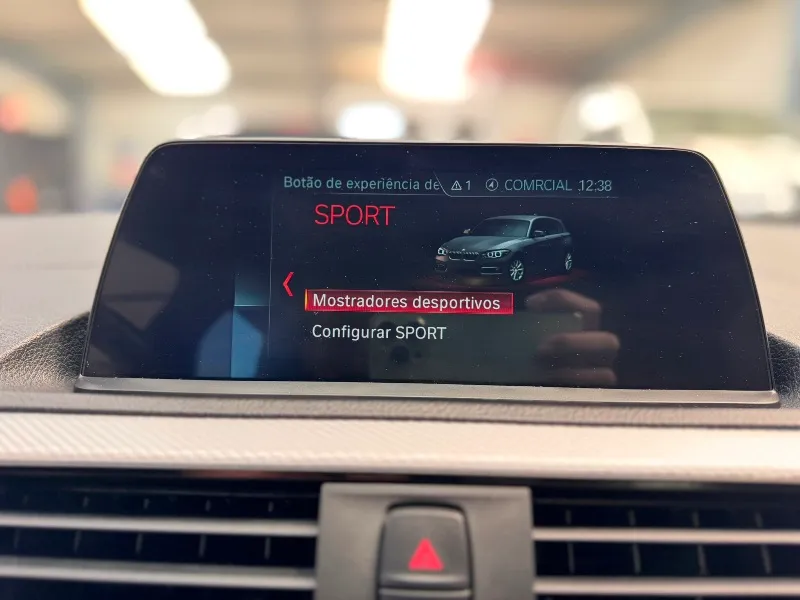 Botão de experiência de 1 COMRCIAL 12:38
SPORT
Mostradores desportivos
Configurar SPORT